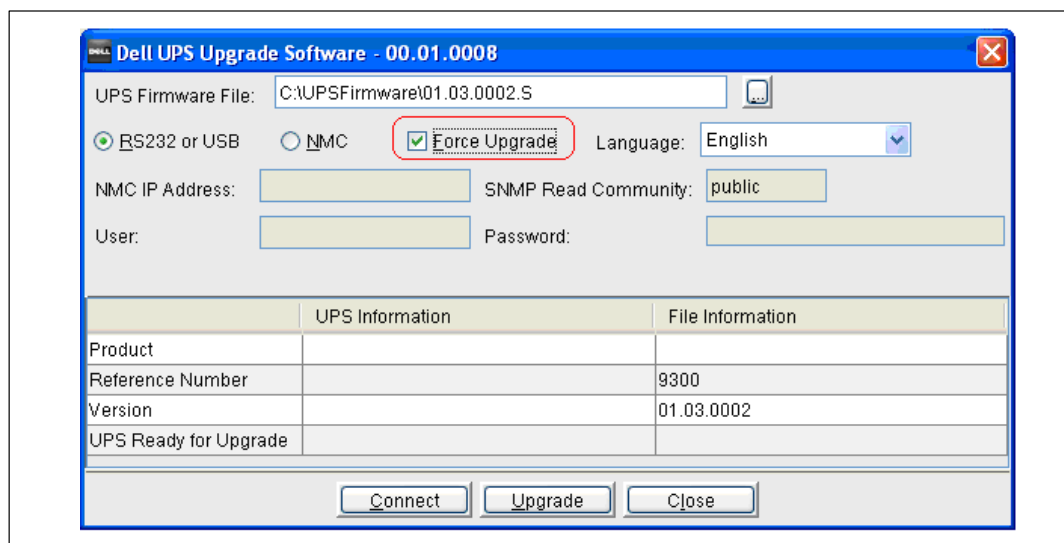 DELL Dell UPS Upgrade Software - 00.01.0008
UPS Firmware File: C:\UPSFirmware\01.03.0002.S ...
RS232 or USB NMC Force Upgrade Language: English
NMC IP Address: SNMP Read Community: public
User: Password:
UPS Information File Information
Product
Reference Number 9300
Version 01.03.0002
UPS Ready for Upgrade
Connect Upgrade Close